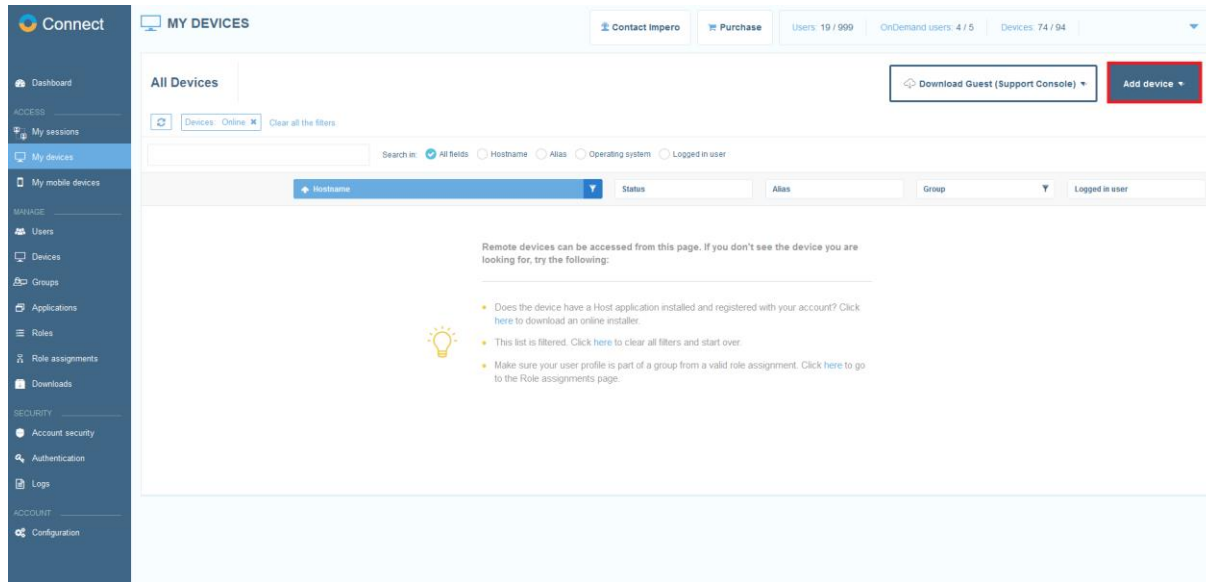 Connect
MY DEVICES
Contact Impero
Purchase
Users: 19 / 999
OnDemand users: 4 / 5
Devices: 74 / 94
Dashboard
ACCESS
My sessions
My devices
My mobile devices
MANAGE
Users
Devices
Groups
Applications
Roles
Role assignments
Downloads
SECURITY
Account security
Authentication
Logs
ACCOUNT
Configuration
All Devices
Download Guest (Support Console)
Add device
Devices: Online
Clear all the filters
Search in: All fields Hostname Alias Operating system Logged in user
Hostname Status Alias Group Logged in user
Remote devices can be accessed from this page. If you don't see the device you are
looking for, try the following:
Does the device have a Host application installed and registered with your account? Click
here to download an online installer.
This list is filtered. Click here to clear all filters and start over.
Make sure your user profile is part of a group from a valid role assignment. Click here to go
to the Role assignments page.